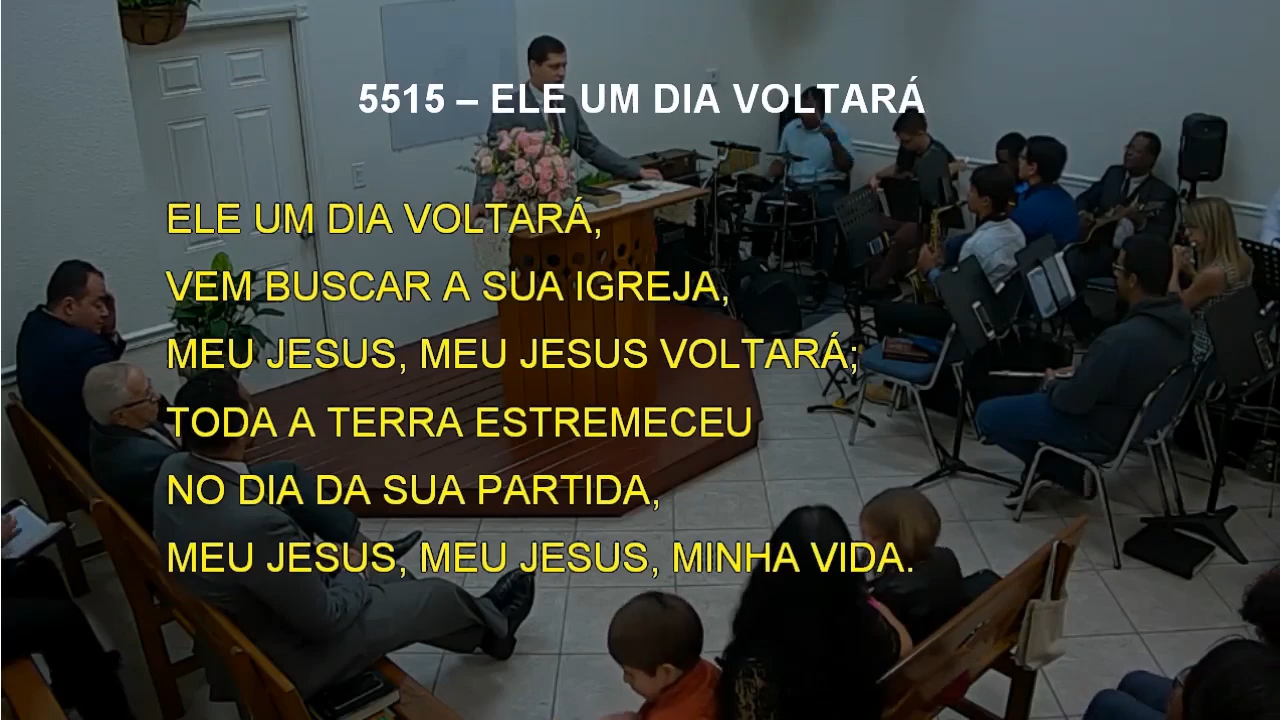 5515 – ELE UM DIA VOLTARÁ
ELE UM DIA VOLTARÁ,
VEM BUSCAR A SUA IGREJA,
MEU JESUS, MEU JESUS VOLTARÁ;
TODA A TERRA ESTREMECEU
NO DIA DA SUA PARTIDA,
MEU JESUS, MEU JESUS, MINHA VIDA.